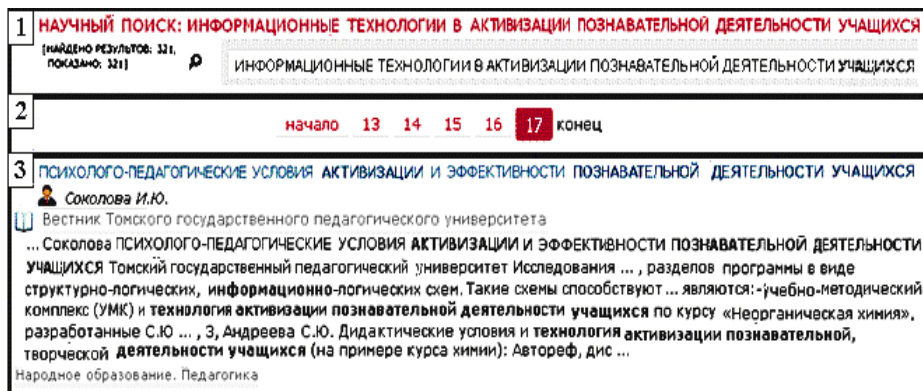 1 НАУЧНЫЙ ПОИСК: ИНФОРМАЦИОННЫЕ ТЕХНОЛОГИИ В АКТИВИЗАЦИИ ПОЗНАВАТЕЛЬНОЙ ДЕЯТЕЛЬНОСТИ УЧАЩИХСЯ
[НАЙДЕНО РЕЗУЛЬТОВ: 321,
ПОКАЗАНО: 321]
ИНФОРМАЦИОННЫЕ ТЕХНОЛОГИИ В АКТИВИЗАЦИИ ПОЗНАВАТЕЛЬНОЙ ДЕЯТЕЛЬНОСТИ УЧАЩИХСЯ
2
начало 13 14 15 16 17 конец
3 ПСИХОЛОГО-ПЕДАГОГИЧЕСКИЕ УСЛОВИЯ АКТИВИЗАЦИИ И ЭФФЕКТИВНОСТИ ПОЗНАВАТЕЛЬНОЙ ДЕЯТЕЛЬНОСТИ УЧАЩИХСЯ
Соколова И.Ю.
Вестник Томского государственного педагогического университета
... Соколова ПСИХОЛОГО-ПЕДАГОГИЧЕСКИЕ УСЛОВИЯ АКТИВИЗАЦИИ И ЭФФЕКТИВНОСТИ ПОЗНАВАТЕЛЬНОЙ ДЕЯТЕЛЬНОСТИ
УЧАЩИХСЯ Томский государственный педагогический университет Исследования ... , разделов программы в виде
структурно-логических, информационно-логических схем. Такие схемы способствуют ... являются:-учебно-методический
комплекс (УМК) и технология активизации познавательной деятельности учащихся по курсу «Неорганическая химия»,
разработанные С.Ю ... , 3, Андреева С.Ю. Дидактические условия и технология активизации познавательной,
творческой деятельности учащихся (на примере курса химии): Автореф, дис ...
Народное образование. Педагогика